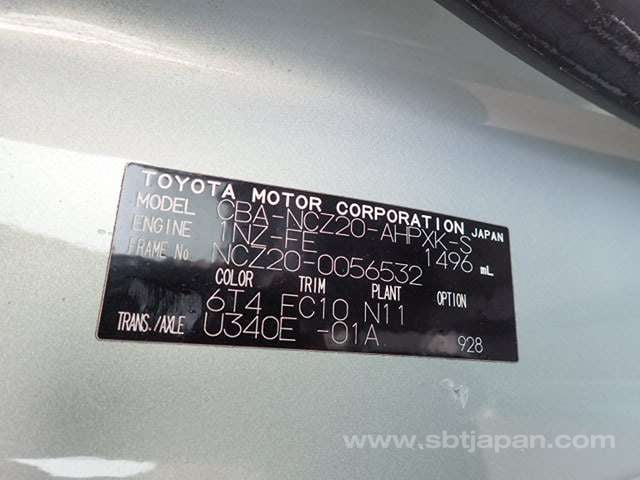 TOYOTA MOTOR CORPORATION JAPAN
MODEL CBA-NCZ20-AHPXK-S
ENGINE 1NZ-FE 1496 mL
FRAME No. NCZ20-0056532
COLOR TRIM PLANT OPTION
6T4 FC10 N11
TRANS./AXLE U340E -01A 928
www.sbtjapan.com